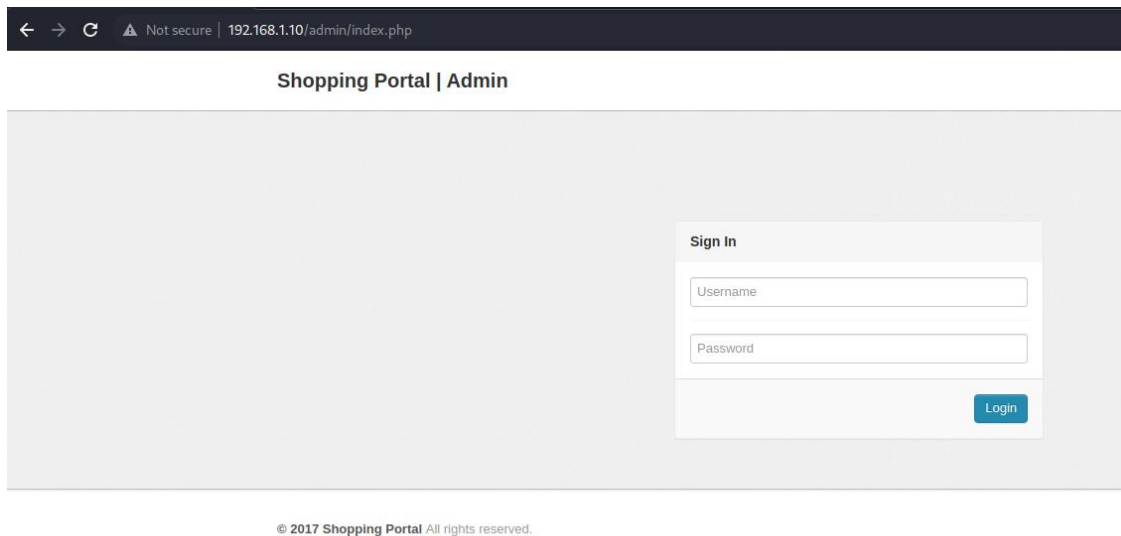 Not secure | 192.168.1.10/admin/index.php
Shopping Portal | Admin
Sign In
Username
Password
Login
© 2017 Shopping Portal All rights reserved.